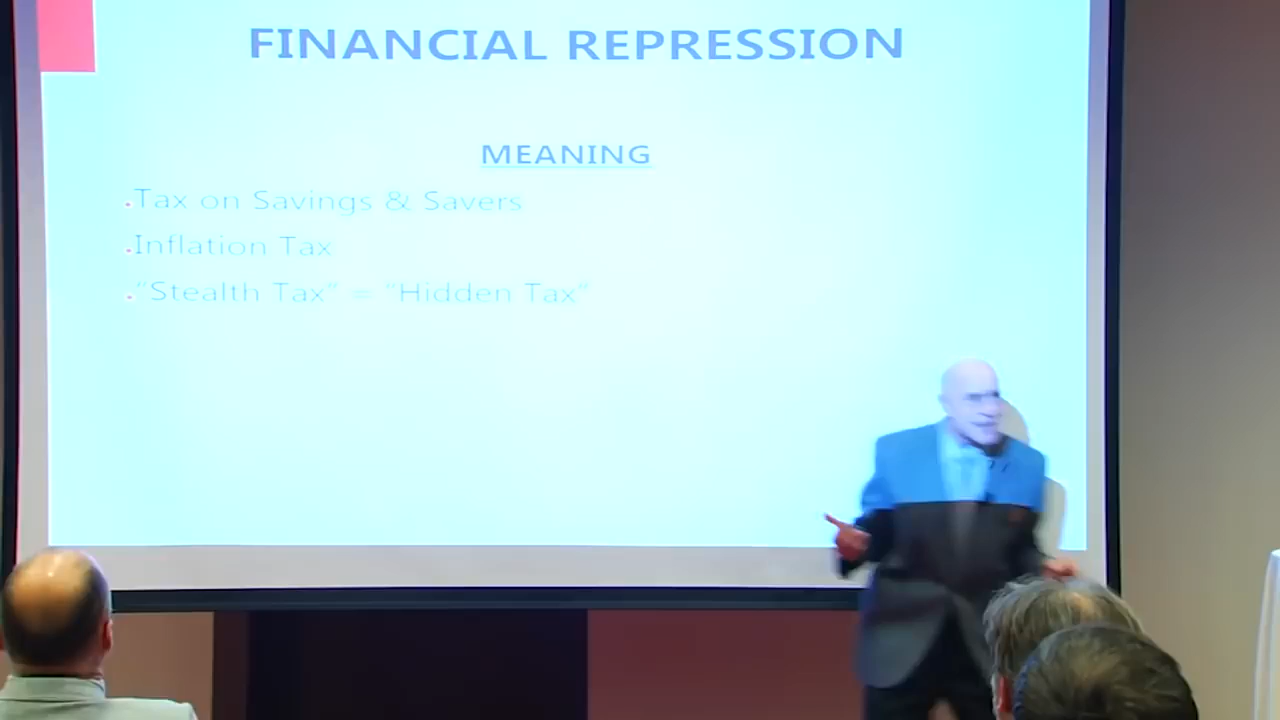 FINANCIAL REPRESSION
MEANING
.Tax on Savings & Savers
.Inflation Tax
."Stealth Tax" = "Hidden Tax"